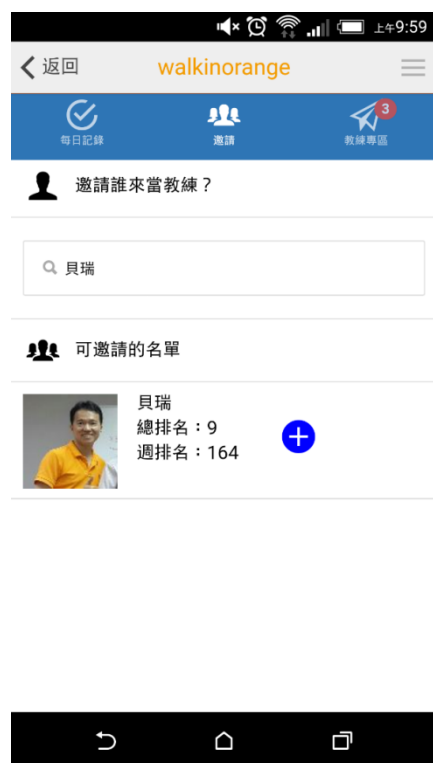 上午9:59
返回 walkinorange
每日記錄 邀請 教練專區 3
邀請誰來當教練？
貝瑞
可邀請的名單
貝瑞
總排名：9
週排名：164